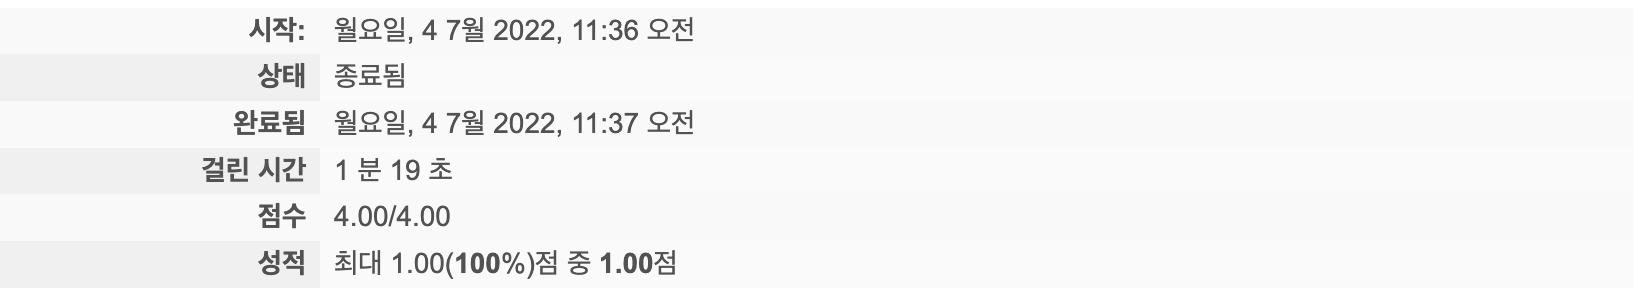 시작: 월요일, 4 7월 2022, 11:36 오전
상태 종료됨
완료됨 월요일, 4 7월 2022, 11:37 오전
걸린 시간 1 분 19 초
점수 4.00/4.00
성적 최대 1.00(100%)점 중 1.00점